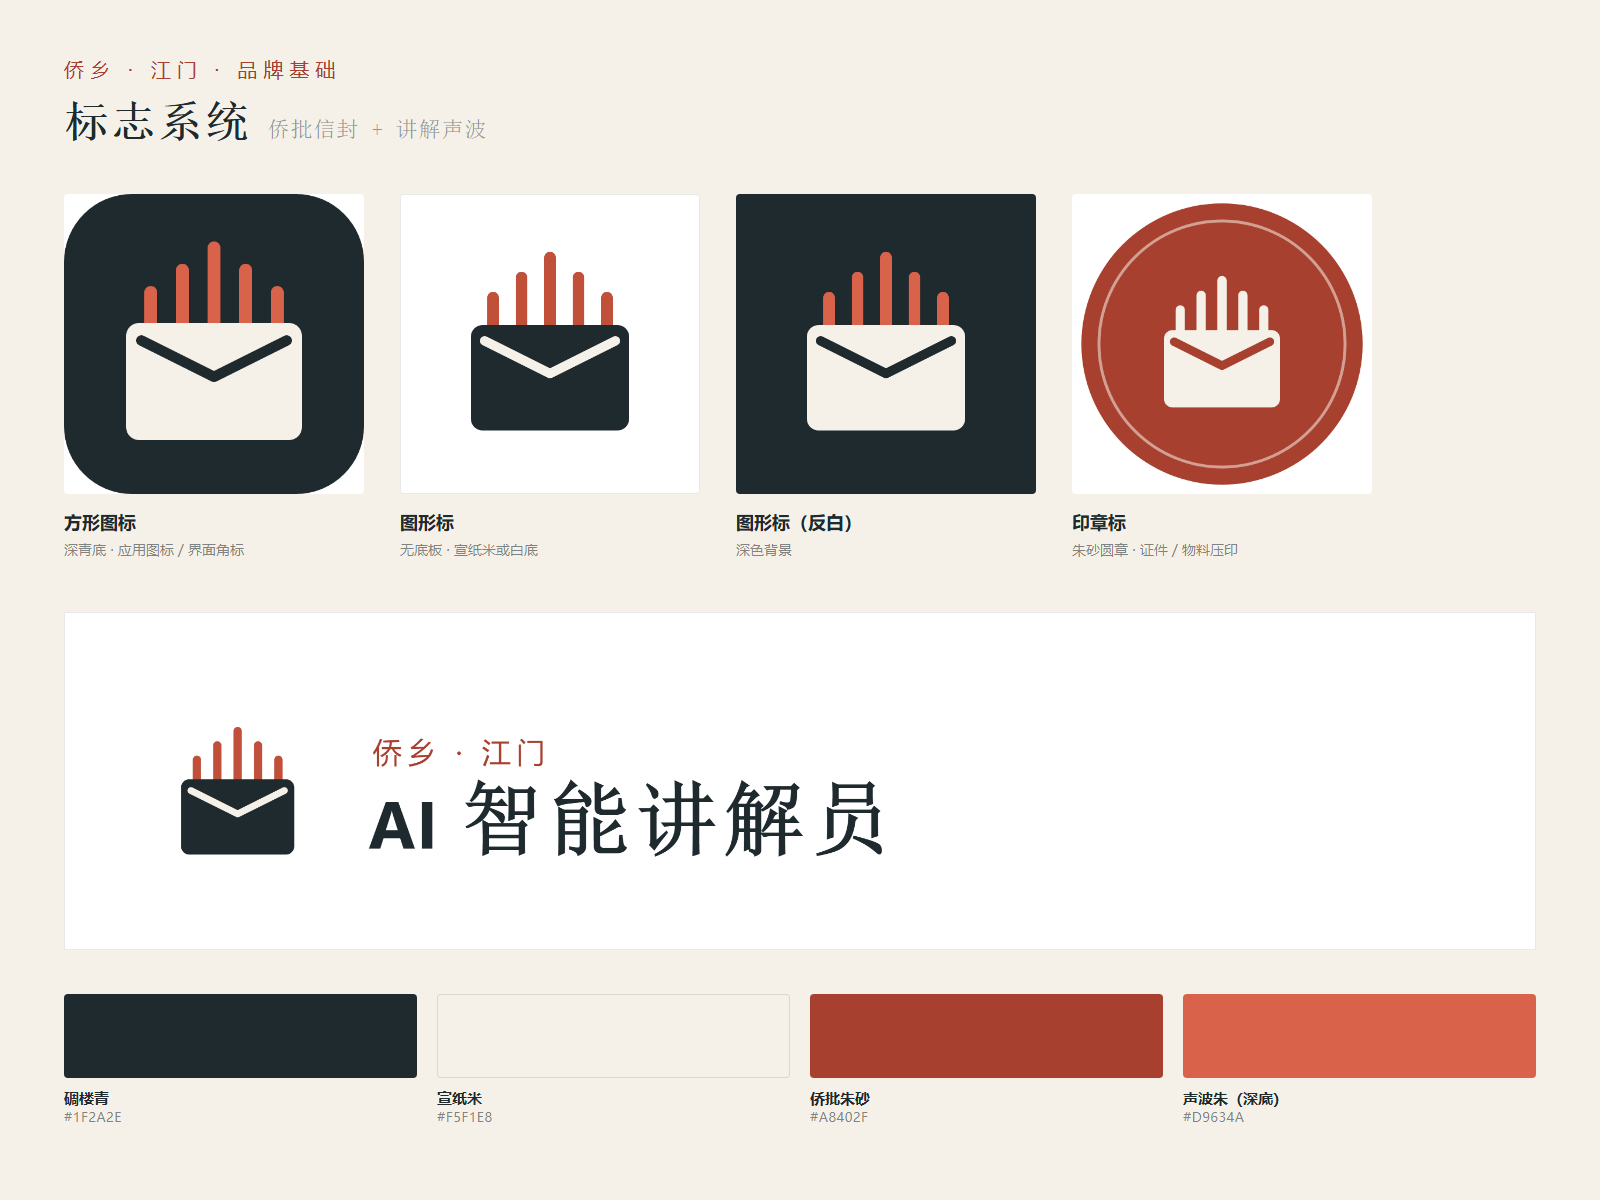 侨乡 · 江门 · 品牌基础
标志系统 侨批信封 + 讲解声波
方形图标
深青底 · 应用图标 / 界面角标
图形标
无底板 · 宣纸米或白底
图形标（反白）
深色背景
印章标
朱砂圆章 · 证件 / 物料压印
侨乡 · 江门
AI 智能讲解员
碉楼青
#1F2A2E
宣纸米
#F5F1E8
侨批朱砂
#A8402F
声波朱（深底）
#D9634A